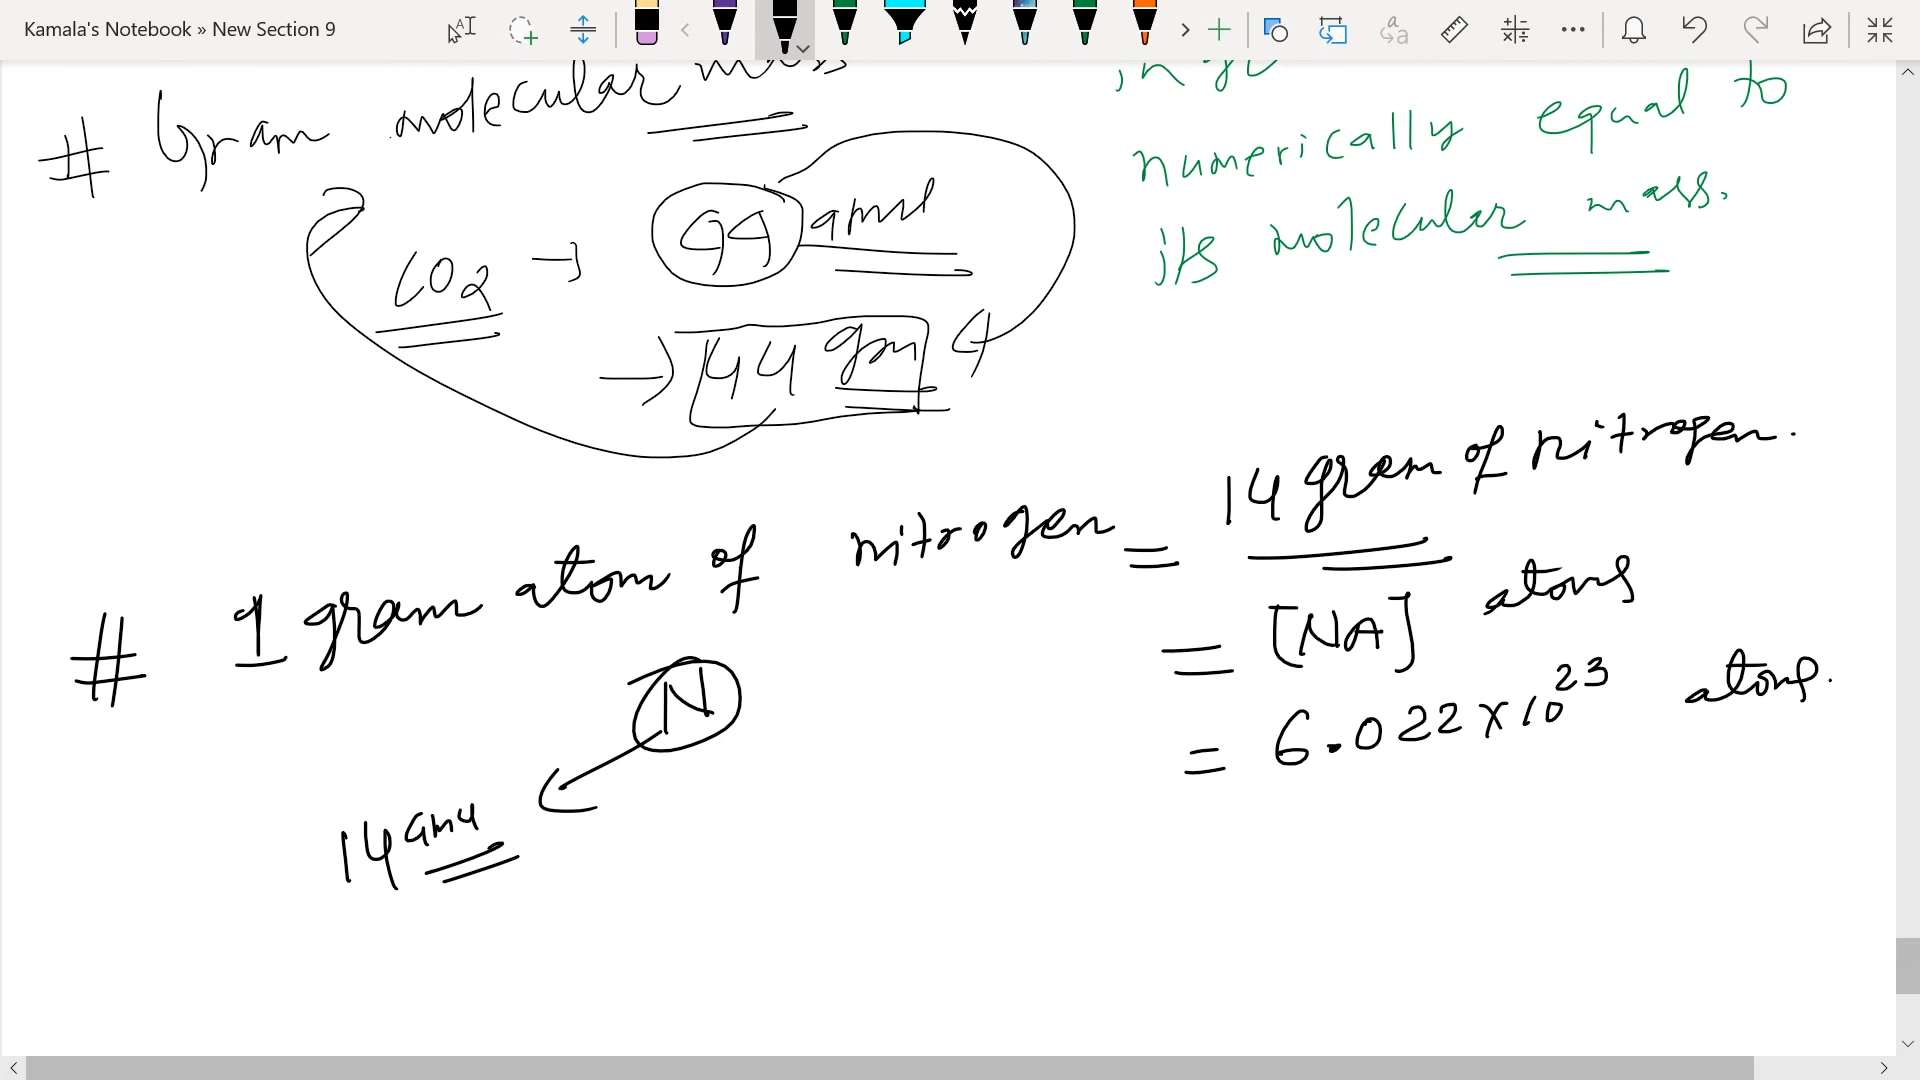 Kamala's Notebook » New Section 9
# Gram molecular mass
numerically equal to
its molecular mass.
CO2 → 44 amu
→ 44 gm
# 1 gram atom of nitrogen = 14 gram of nitrogen.
= [NA] atoms
= 6.022 x 10^23 atoms.
N
14 amu